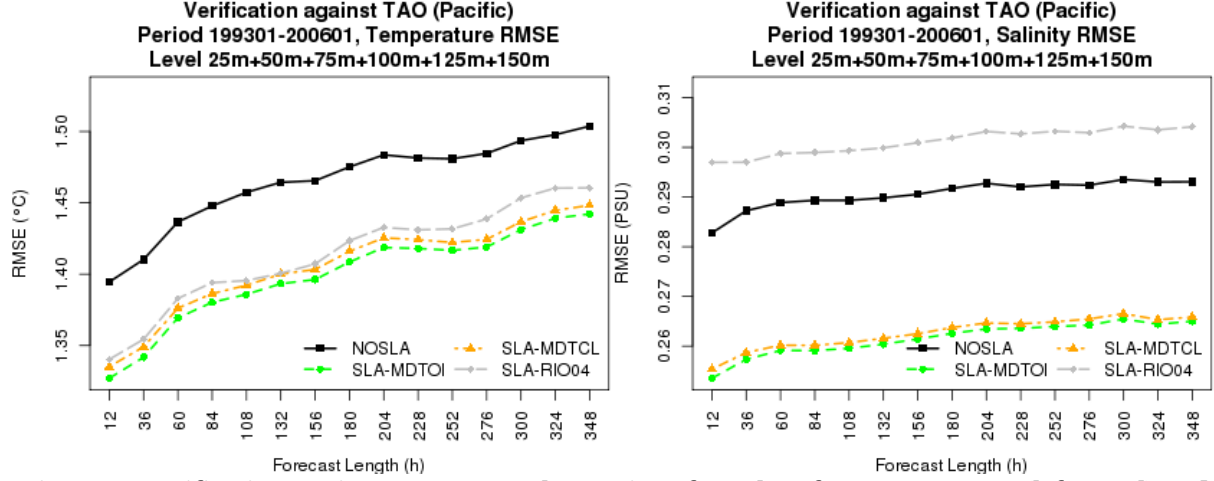 Verification against TAO (Pacific)
Period 199301-200601, Temperature RMSE
Level 25m+50m+75m+100m+125m+150m
RMSE (°C)
1.50
1.45
1.40
1.35
NOSLA
SLA-MDTOI
SLA-MDTCL
SLA-RIO04
12 36 60 84 108 132 156 180 204 228 252 276 300 324 348
Forecast Length (h)
Verification against TAO (Pacific)
Period 199301-200601, Salinity RMSE
Level 25m+50m+75m+100m+125m+150m
RMSE (PSU)
0.31
0.30
0.29
0.28
0.27
0.26
NOSLA
SLA-MDTOI
SLA-MDTCL
SLA-RIO04
12 36 60 84 108 132 156 180 204 228 252 276 300 324 348
Forecast Length (h)